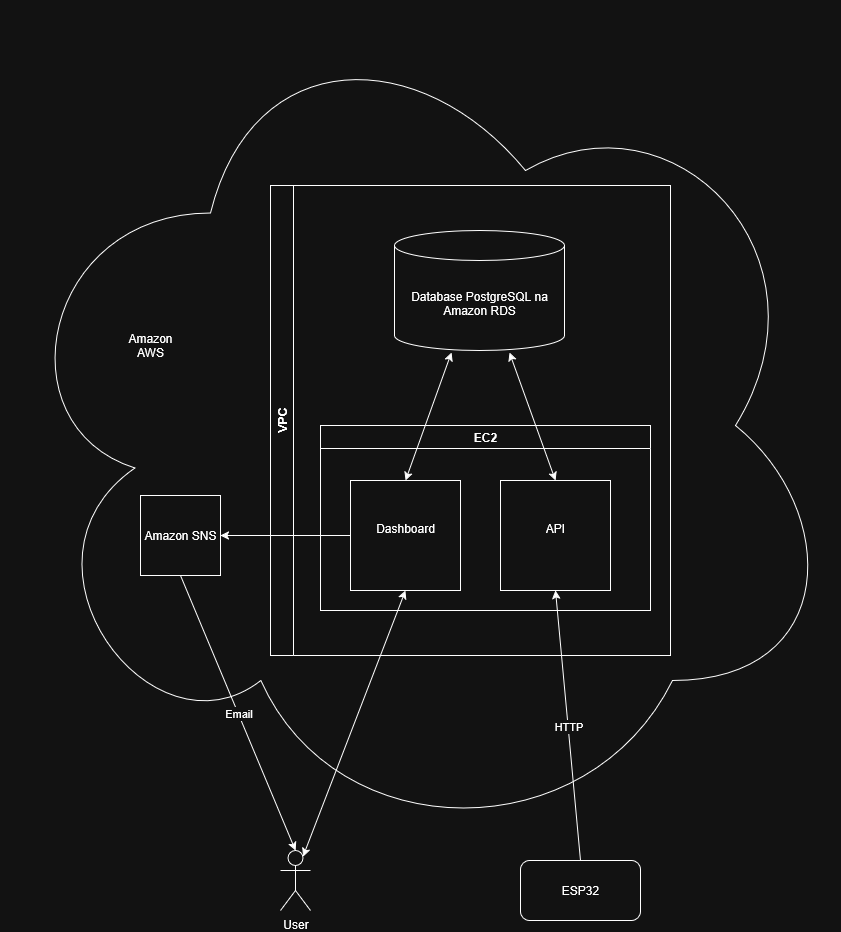 Database PostgreSQL na
Amazon RDS
Amazon
AWS
VPC
EC2
Dashboard
API
Amazon SNS
Email
HTTP
ESP32
User